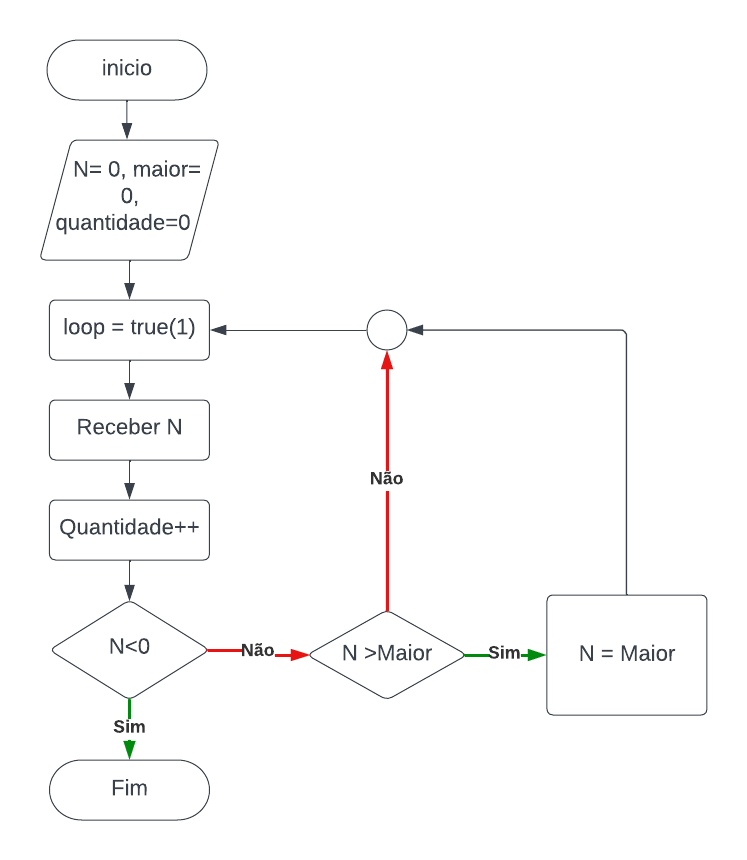 inicio
N= 0, maior=
0,
quantidade=0
loop = true(1)
Receber N
Não
Quantidade++
N<0
Não
N >Maior
Sim
N = Maior
Sim
Fim